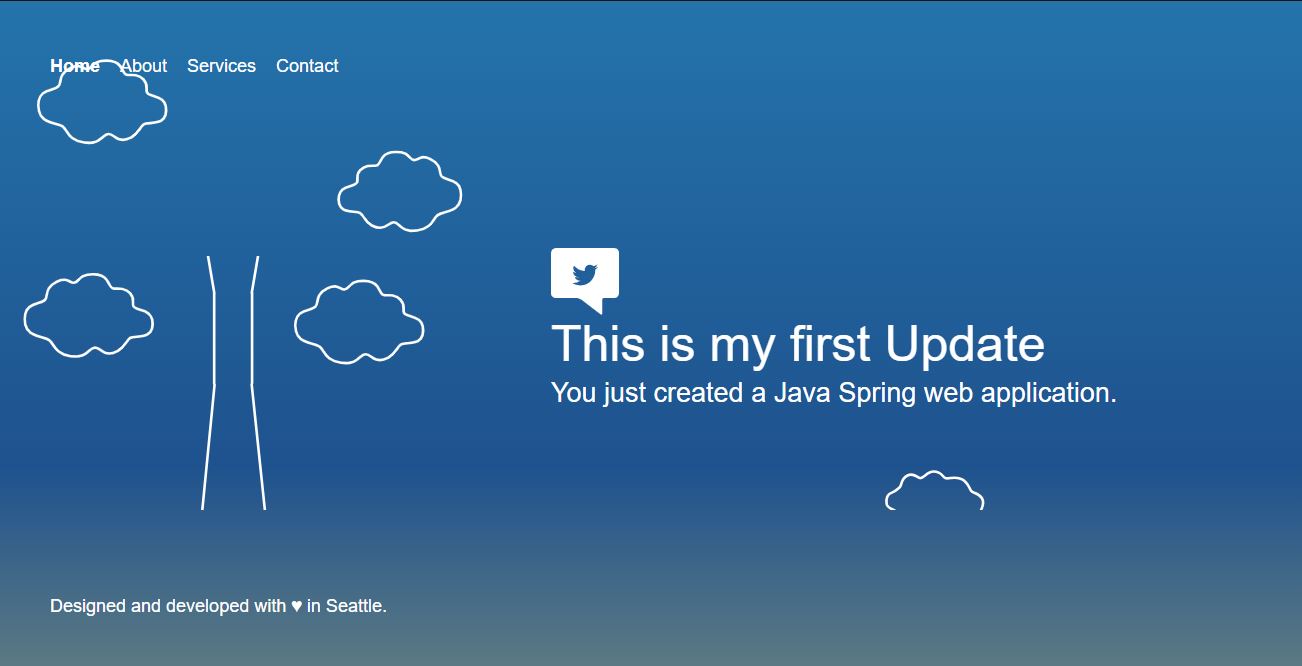 Home About Services Contact
This is my first Update
You just created a Java Spring web application.
Designed and developed with ♥ in Seattle.